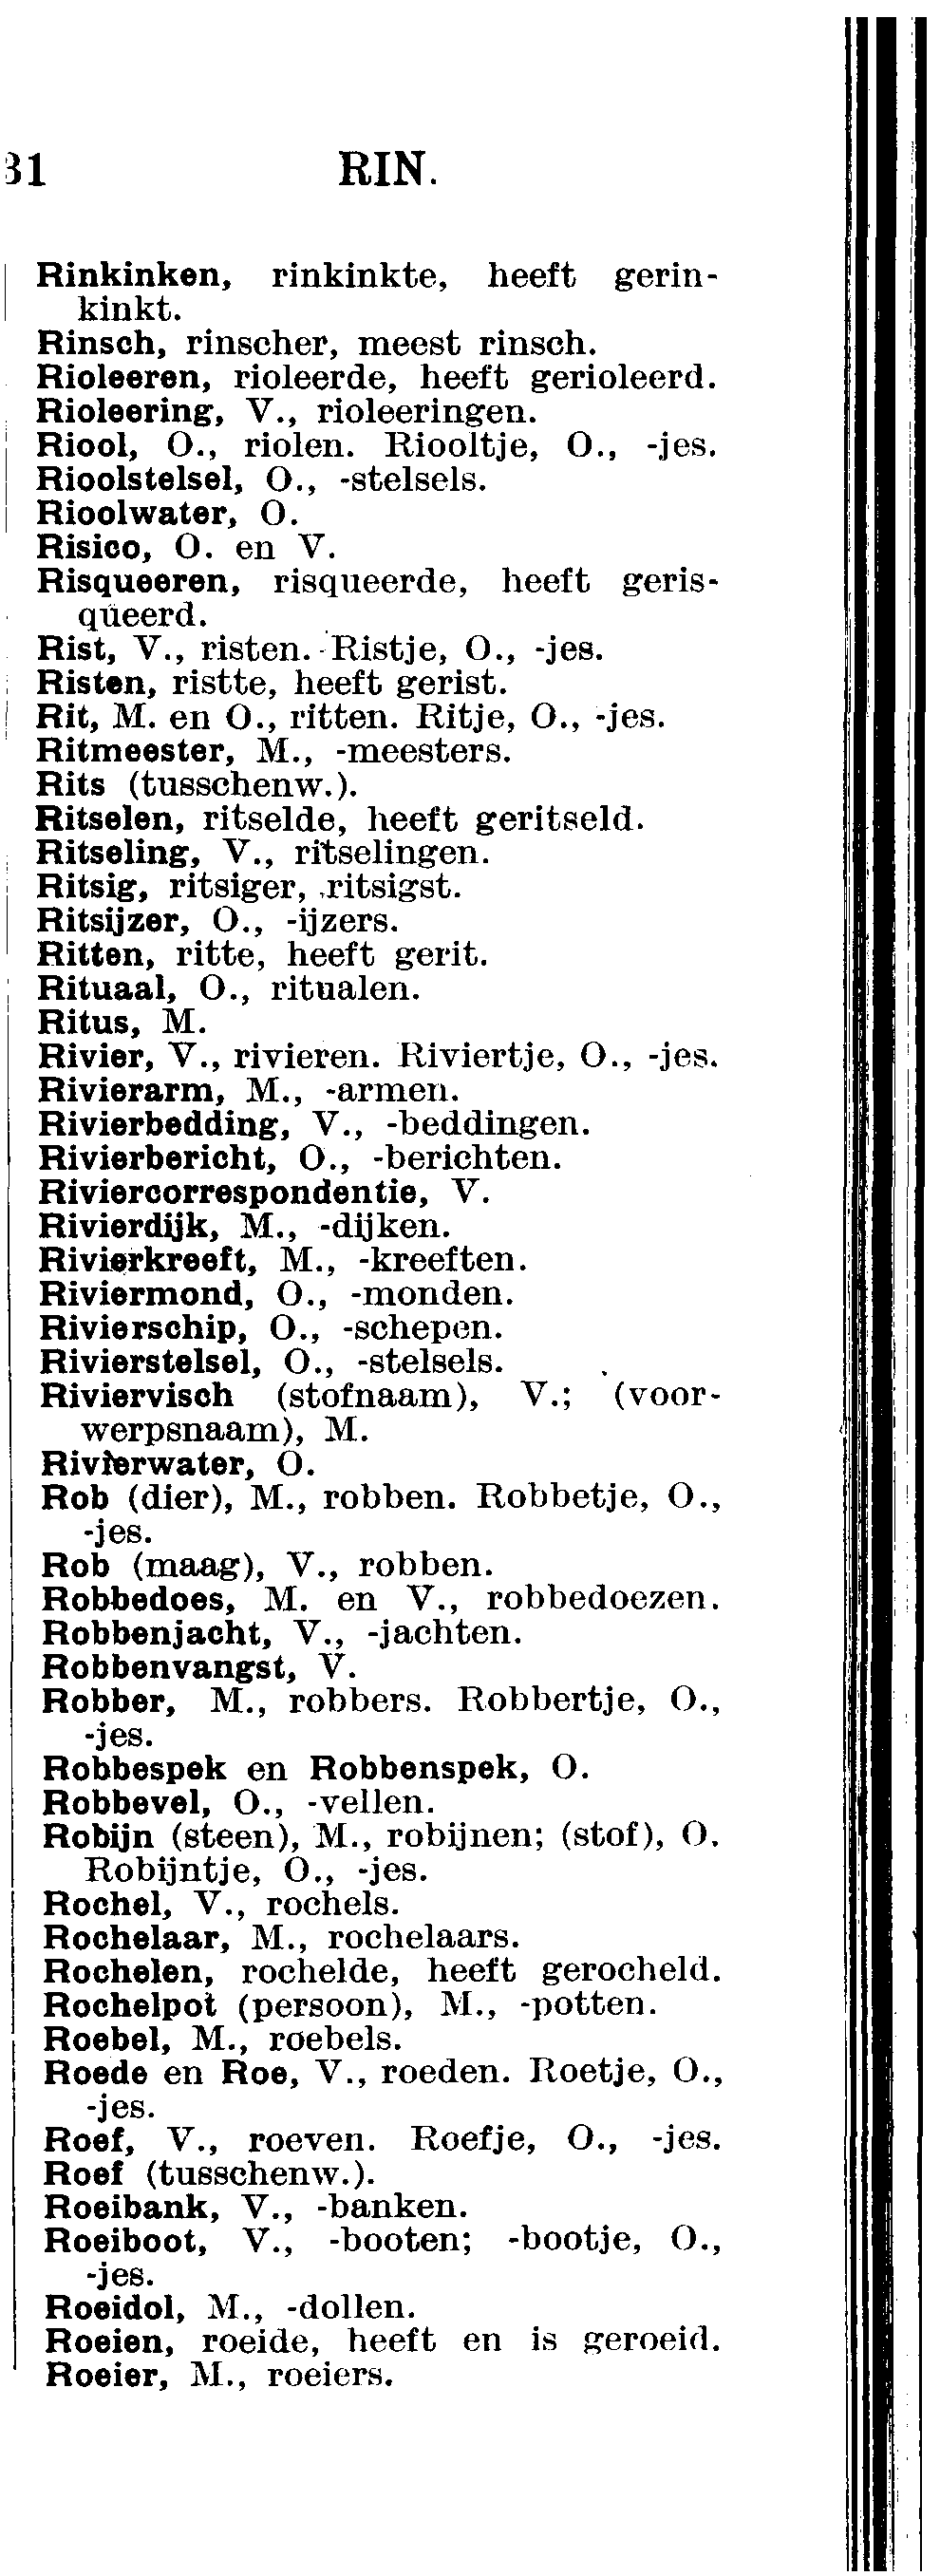 31 RIN.
Rinkinken, rinkinkte, heeft gerin-
kinkt.
Rinsch, rinscher, meest rinsch.
Rioleeren, rioleerde, heeft gerioleerd.
Rioleering, V., rioleeringen.
Riool, O., riolen. Riooltje, O., -jes.
Rioolstelsel, O., -stelsels.
Rioolwater, O.
Risico, O. en V.
Risqueeren, risqueerde, heeft geris-
queerd.
Rist, V., risten. Ristje, O., -jes.
Risten, ristte, heeft gerist.
Rit, M. en O., ritten. Ritje, O., -jes.
Ritmeester, M., -meesters.
Rits (tusschenw.).
Ritselen, ritselde, heeft geritseld.
Ritseling, V., ritselingen.
Ritsig, ritsiger, ritsigst.
Ritsijzer, O., -ijzers.
Ritten, ritte, heeft gerit.
Rituaal, O., ritualen.
Ritus, M.
Rivier, V., rivieren. Riviertje, O., -jes.
Rivierarm, M., -armen.
Rivierbedding, V., -beddingen.
Rivierbericht, O., -berichten.
Riviercorrespondentie, V.
Rivierdijk, M., -dijken.
Rivierkreeft, M., -kreeften.
Riviermond, O., -monden.
Rivierschip, O., -schepen.
Rivierstelsel, O., -stelsels.
Riviervisch (stofnaam), V.; (voor-
werpsnaam), M.
Rivierwater, O.
Rob (dier), M., robben. Robbetje, O.,
-jes.
Rob (maag), V., robben.
Robbedoes, M. en V., robbedoezen.
Robbenjacht, V., -jachten.
Robbenvangst, V.
Robber, M., robbers. Robbertje, O.,
-jes.
Robbespek en Robbenspek, O.
Robbevel, O., -vellen.
Robijn (steen), M., robijnen; (stof), O.
Robijntje, O., -jes.
Rochel, V., rochels.
Rochelaar, M., rochelaars.
Rochelen, rochelde, heeft gerocheld.
Rochelpot (persoon), M., -potten.
Roebel, M., roebels.
Roede en Roe, V., roeden. Roetje, O.,
-jes.
Roef, V., roeven. Roefje, O., -jes.
Roef (tusschenw.).
Roeibank, V., -banken.
Roeiboot, V., -booten; -bootje, O.,
-jes.
Roeidol, M., -dollen.
Roeien, roeide, heeft en is geroeid.
Roeier, M., roeiers.